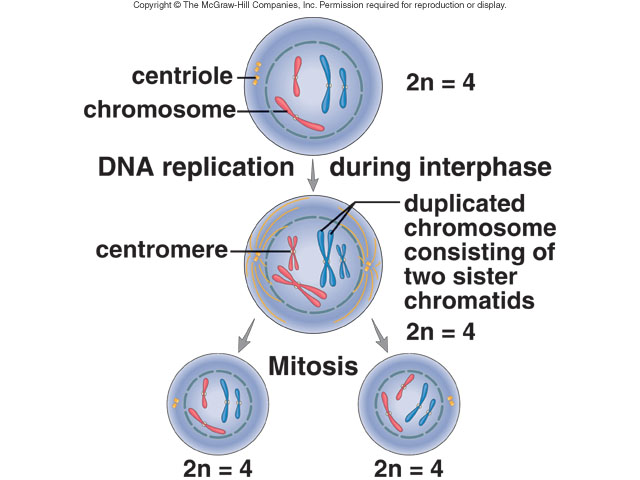 Copyright © The McGraw-Hill Companies, Inc. Permission required for reproduction or display.
centriole
2n = 4
chromosome
DNA replication during interphase
duplicated
chromosome
consisting of
two sister
chromatids
centromere
2n = 4
Mitosis
2n = 4
2n = 4